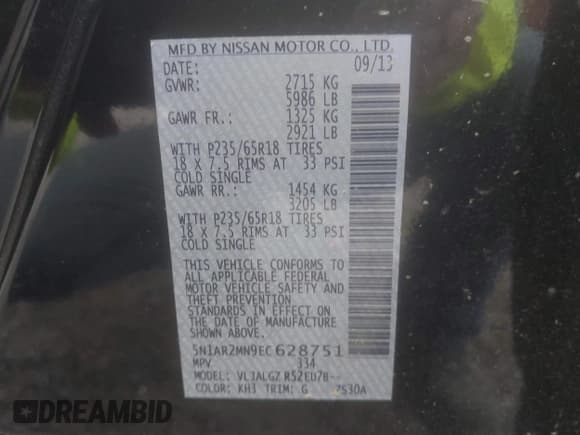 MFD BY NISSAN MOTOR CO., LTD.
DATE: 09/13
GVWR: 2715 KG
5986 LB
GAWR FR.: 1325 KG
2921 LB
WITH P235/65R18 TIRES
18 X 7.5 RIMS AT 33 PSI
COLD SINGLE
GAWR RR.: 1454 KG
3205 LB
WITH P235/65R18 TIRES
18 X 7.5 RIMS AT 33 PSI
COLD SINGLE
THIS VEHICLE CONFORMS TO
ALL APPLICABLE FEDERAL
MOTOR VEHICLE SAFETY AND
THEFT PREVENTION
STANDARDS IN EFFECT ON
THE DATE OF MANUFACTURE
SHOWN ABOVE.
5N1AR2MN9EC628751
MPV 334
MODEL:
COLOR: KH3 TRIM: G
DREAMBID